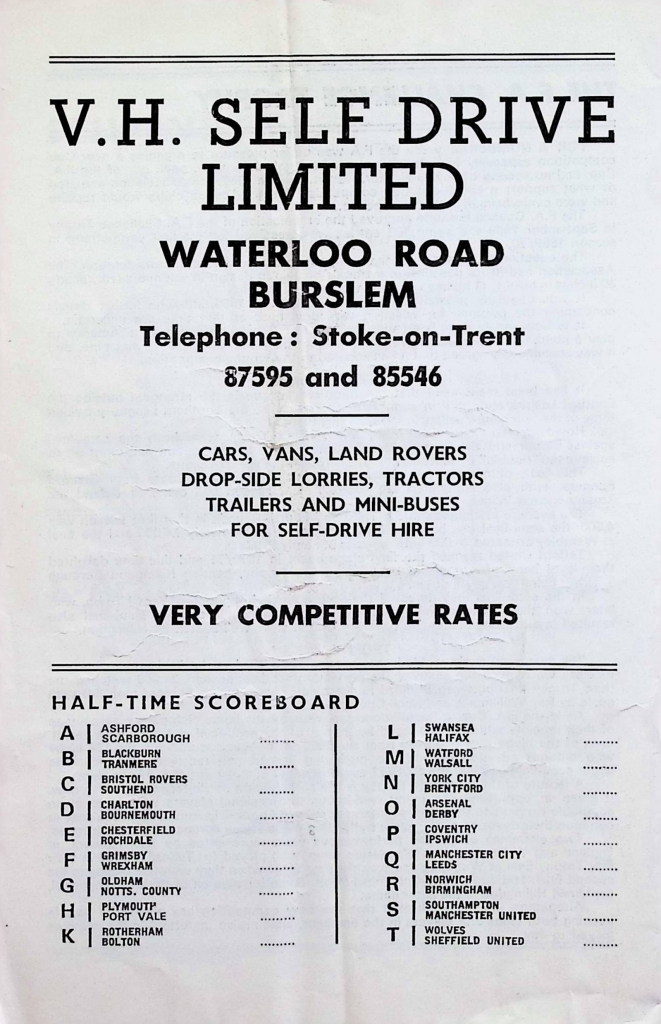 V.H. SELF DRIVE
LIMITED
WATERLOO ROAD
BURSLEM
Telephone : Stoke-on-Trent
87595 and 85546
CARS, VANS, LAND ROVERS
DROP-SIDE LORRIES, TRACTORS
TRAILERS AND MINI-BUSES
FOR SELF-DRIVE HIRE
VERY COMPETITIVE RATES
HALF-TIME SCOREBOARD
A
ASHFORD
SCARBOROUGH ........
B
BLACKBURN
TRANMERE ........
C
BRISTOL ROVERS
SOUTHEND ........
D
CHARLTON
BOURNEMOUTH ........
E
CHESTERFIELD
ROCHDALE ........
F
GRIMSBY
WREXHAM ........
G
OLDHAM
NOTTS. COUNTY ........
H
PLYMOUTH
PORT VALE ........
K
ROTHERHAM
BOLTON ........
L
SWANSEA
HALIFAX ........
M
WATFORD
WALSALL ........
N
YORK CITY
BRENTFORD ........
O
ARSENAL
DERBY ........
P
COVENTRY
IPSWICH ........
Q
MANCHESTER CITY
LEEDS ........
R
NORWICH
BIRMINGHAM ........
S
SOUTHAMPTON
MANCHESTER UNITED ........
T
WOLVES
SHEFFIELD UNITED ........